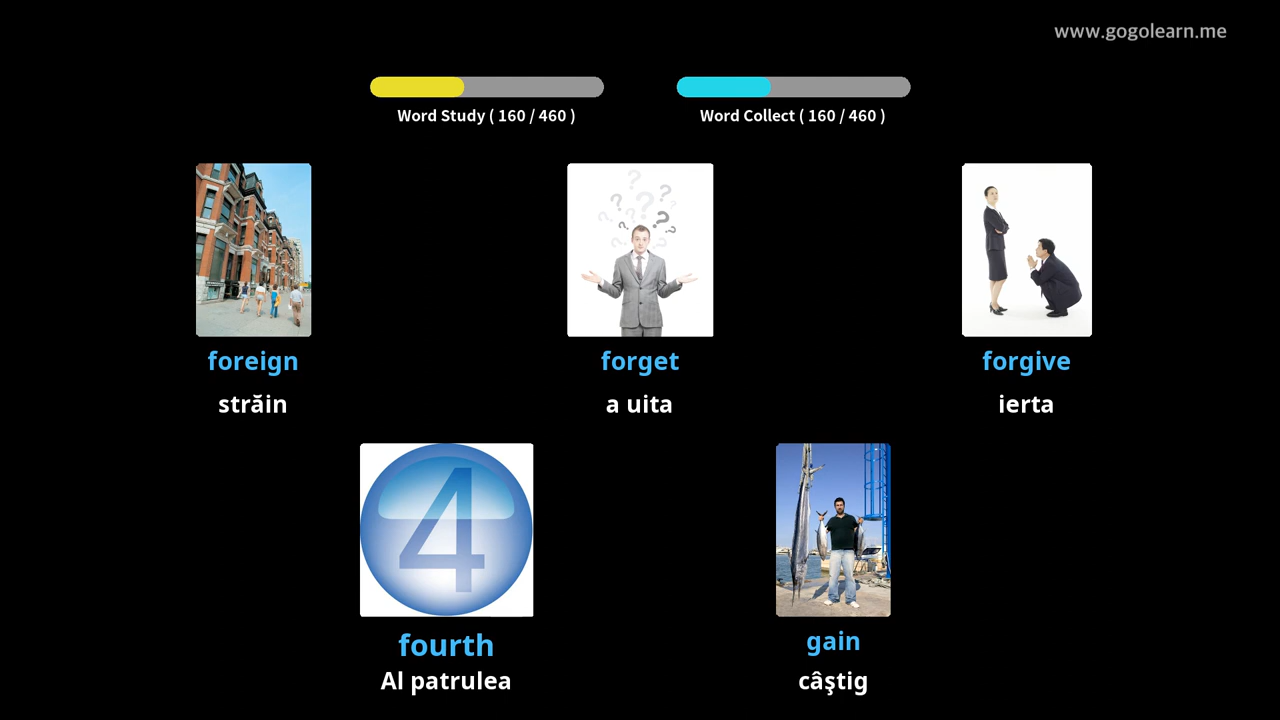 www.gogolearn.me
Word Study ( 160 / 460 )
Word Collect ( 160 / 460 )
foreign
străin
forget
a uita
forgive
ierta
4
fourth
Al patrulea
gain
câştig